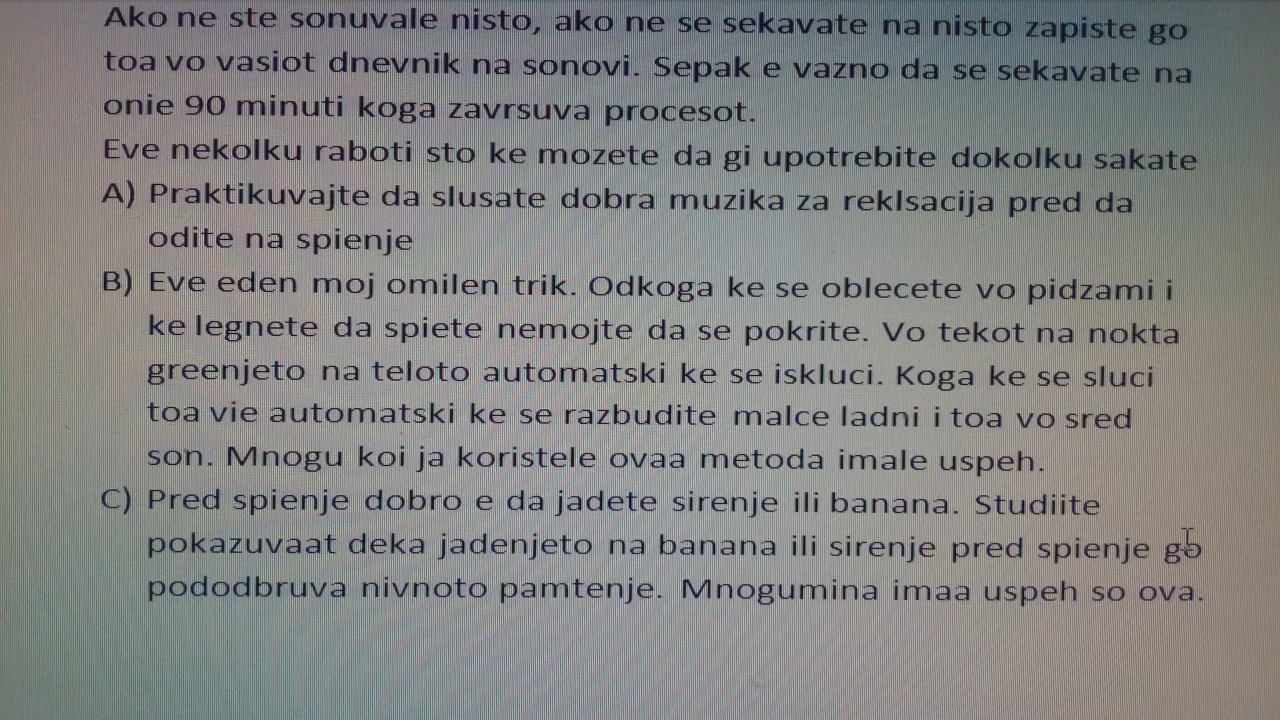 Ako ne ste sonuvale nisto, ako ne se sekavate na nisto zapiste go
toa vo vasiot dnevnik na sonovi. Sepak e vazno da se sekavate na
onie 90 minuti koga zavrsuva procesot.
Eve nekolku raboti sto ke mozete da gi upotrebite dokolku sakate
A) Praktikuvajte da slusate dobra muzika za reklsacija pred da
odite na spienje
B) Eve eden moj omilen trik. Odkoga ke se oblecete vo pidzami i
ke legnete da spiete nemojte da se pokrite. Vo tekot na nokta
greenjeto na teloto automatski ke se iskluci. Koga ke se sluci
toa vie automatski ke se razbudite malce ladni i toa vo sred
son. Mnogu koi ja koristele ovaa metoda imale uspeh.
C) Pred spienje dobro e da jadete sirenje ili banana. Studiite
pokazuvaat deka jadenjeto na banana ili sirenje pred spienje go
pododbruva nivnoto pamtenje. Mnogumina imaa uspeh so ova.